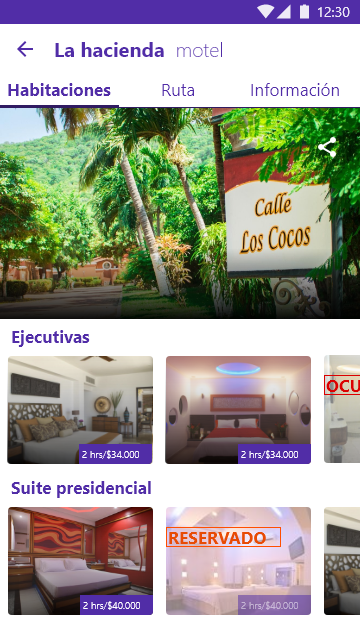 12:30
La hacienda motel
Habitaciones Ruta Información
Calle
Los Cocos
Ejecutivas
OCU
2 hrs/$34.000 2 hrs/$34.000
Suite presidencial
RESERVADO
2 hrs/$40.000 2 hrs/$40.000